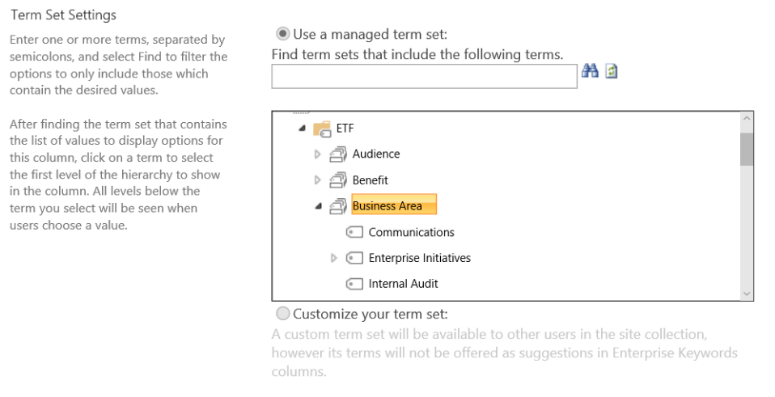 Term Set Settings
Enter one or more terms, separated by
semicolons, and select Find to filter the
options to only include those which
contain the desired values.
After finding the term set that contains
the list of values to display options for
this column, click on a term to select
the first level of the hierarchy to show
in the column. All levels below the
term you select will be seen when
users choose a value.
Use a managed term set:
Find term sets that include the following terms.
ETF
Audience
Benefit
Business Area
Communications
Enterprise Initiatives
Internal Audit
Customize your term set:
A custom term set will be available to other users in the site collection,
however its terms will not be offered as suggestions in Enterprise Keywords
columns.